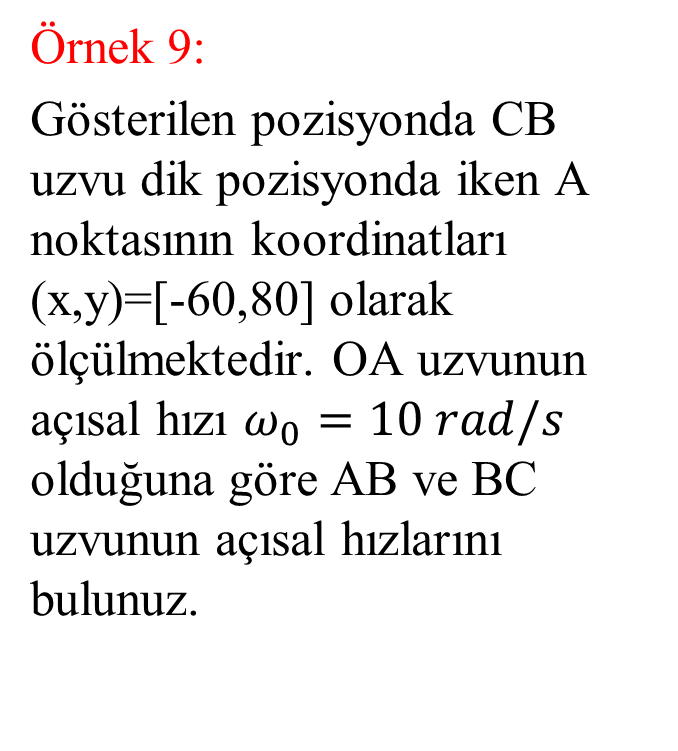 Örnek 9:
Gösterilen pozisyonda CB
uzvu dik pozisyonda iken A
noktasının koordinatları
(x,y)=[-60,80] olarak
ölçülmektedir. OA uzvunun
açısal hızı 𝜔₀ = 10 𝑟𝑎𝑑/𝑠
olduğuna göre AB ve BC
uzvunun açısal hızlarını
bulunuz.